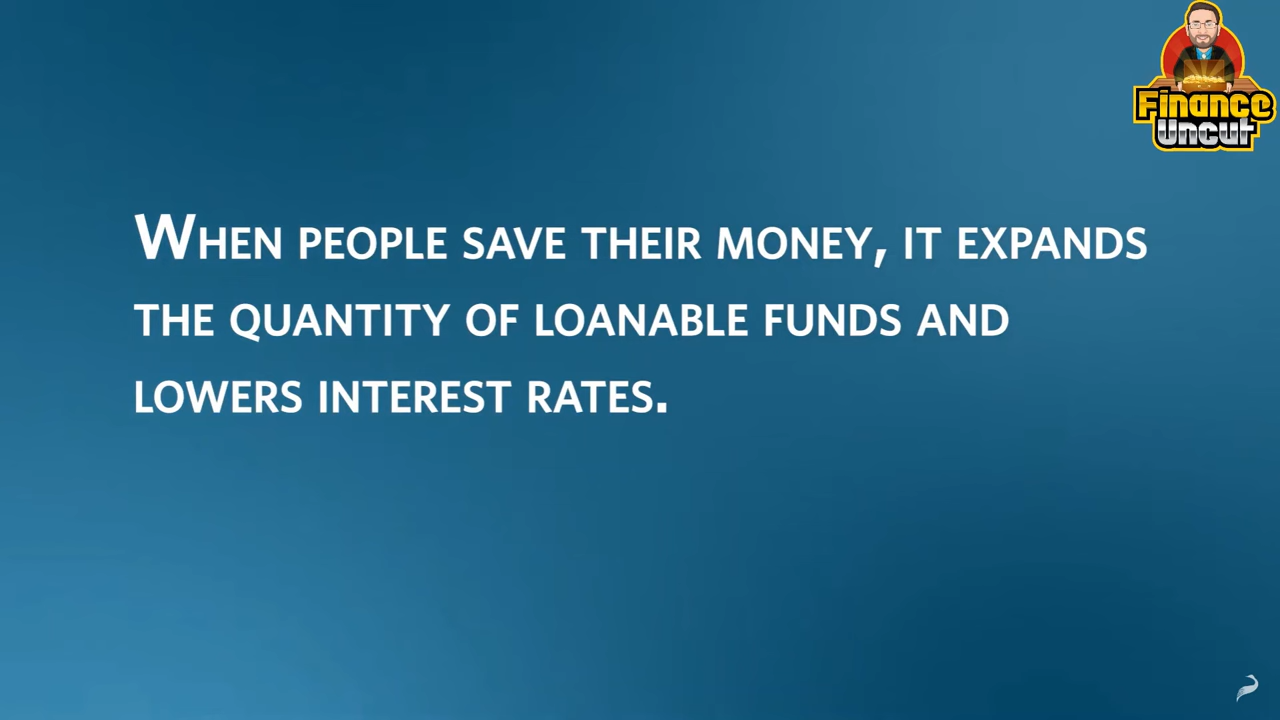 Finance
Uncut
When people save their money, it expands
the quantity of loanable funds and
lowers interest rates.